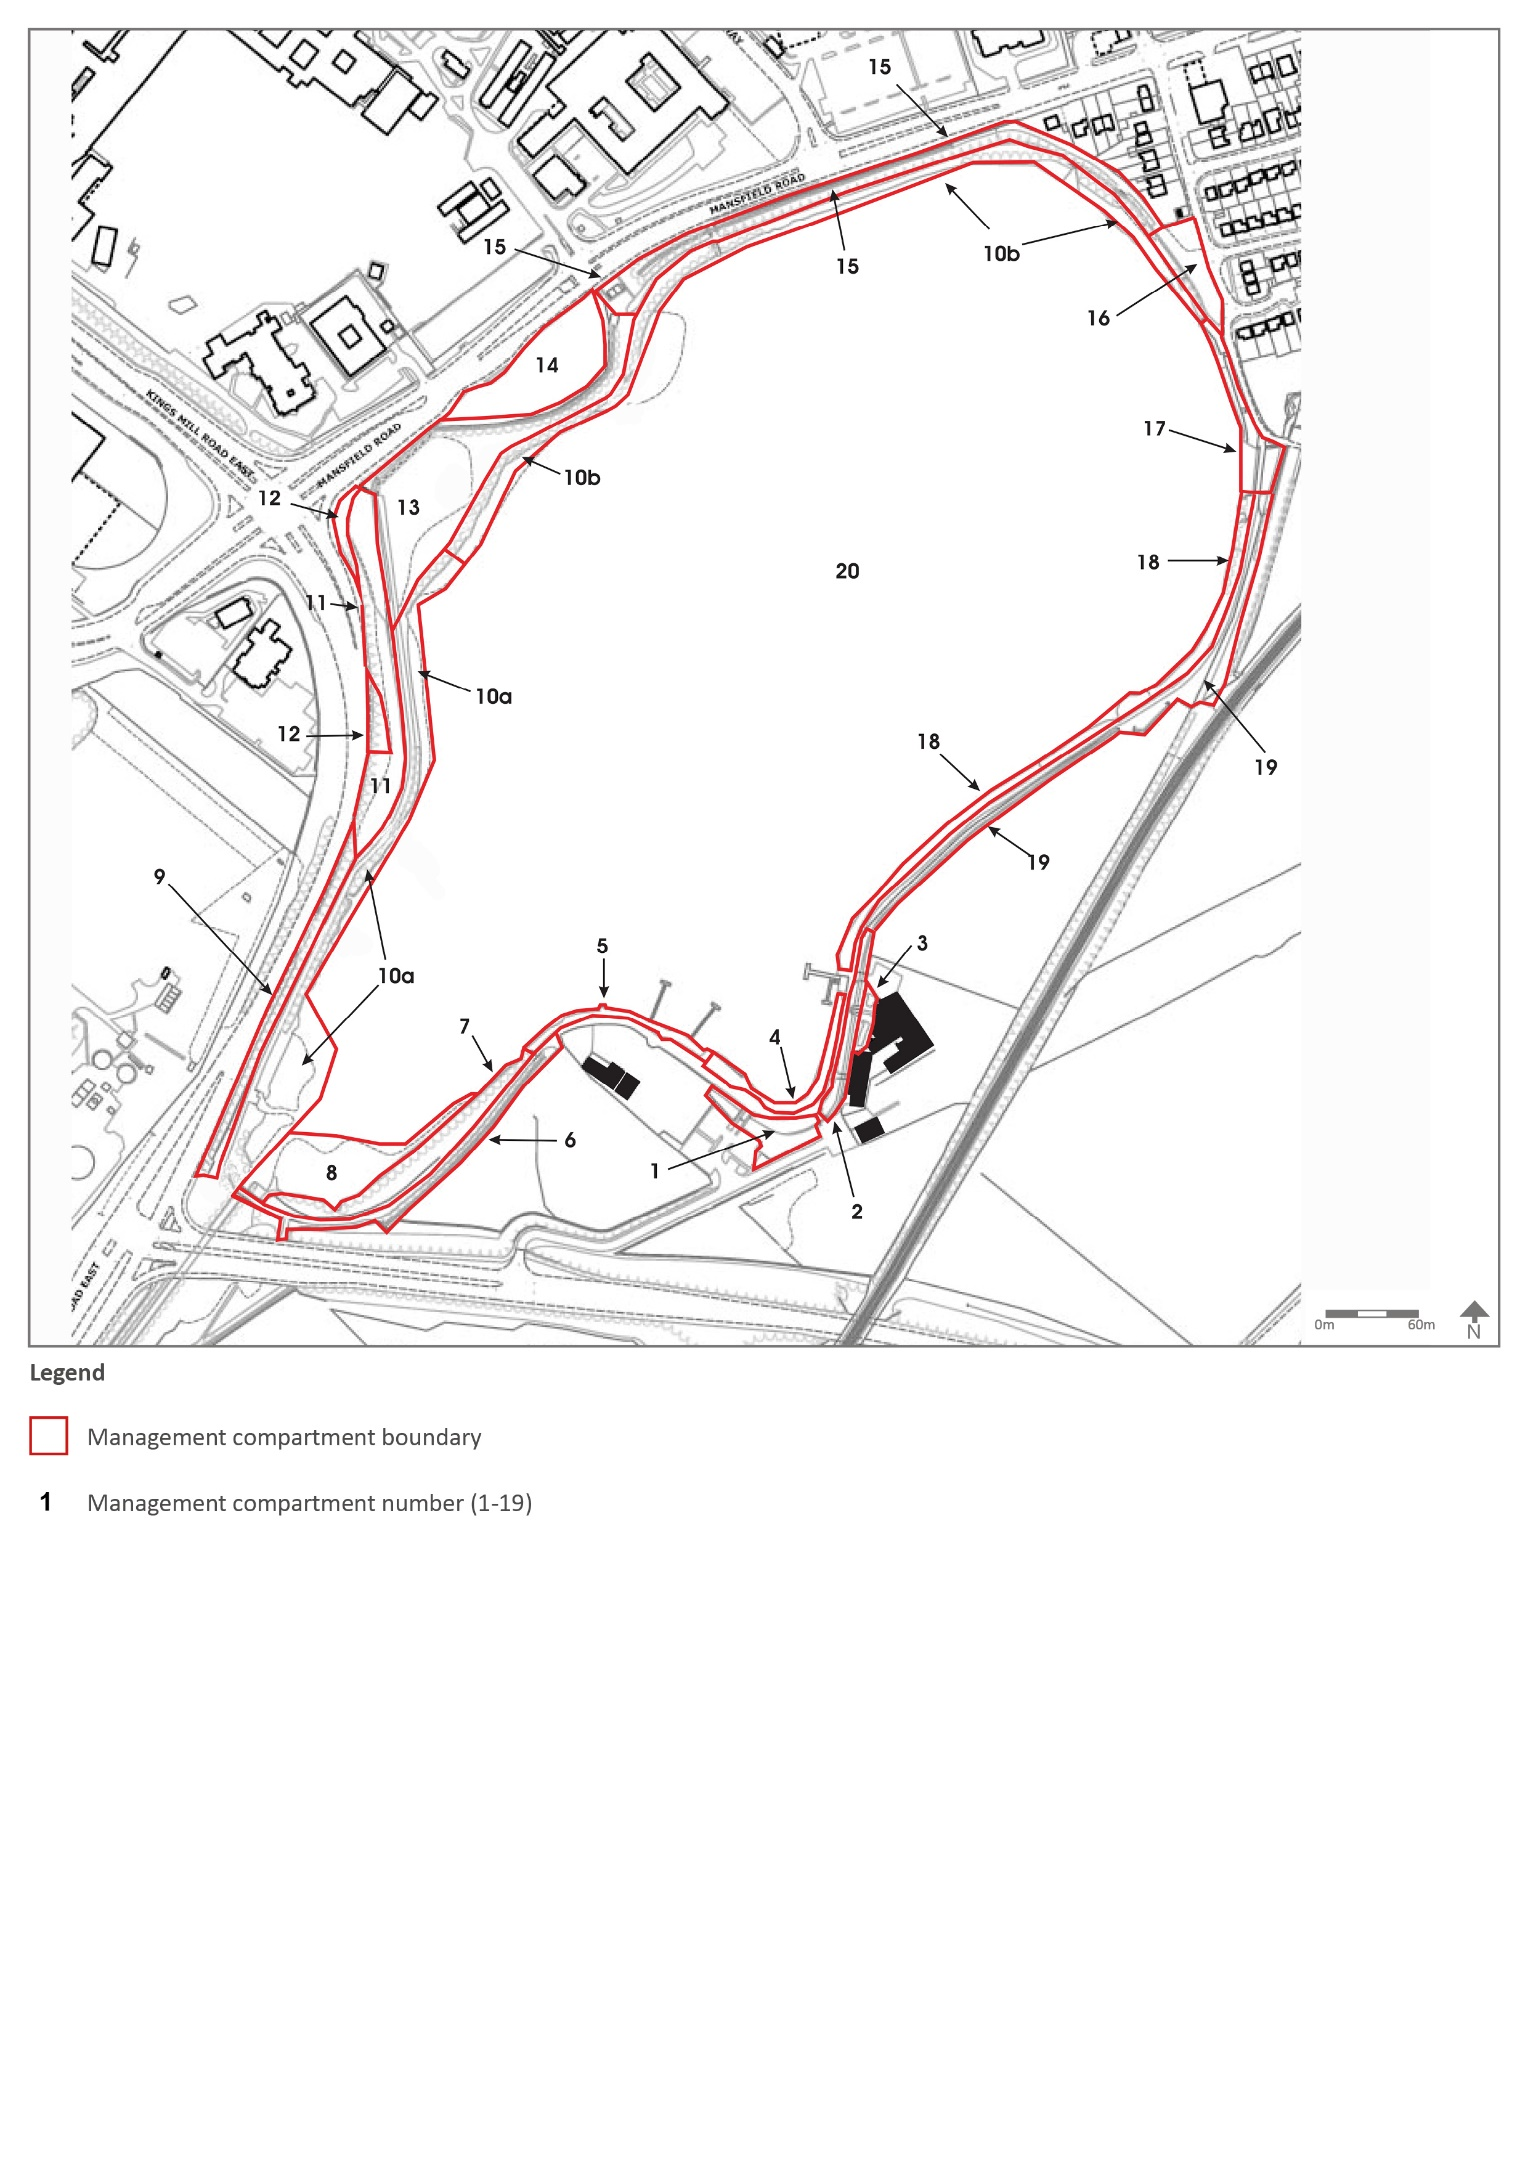 WAY
15
MANSFIELD ROAD
15
15
10b
16
14
KINGS MILL ROAD EAST
MANSFIELD ROAD
17
10b
12
13
18
20
11
10a
12
18
19
11
19
9
3
5
10a
7
4
6
1
8
2
OAD EAST
0m
60m
N
Legend
Management compartment boundary
1 Management compartment number (1-19)